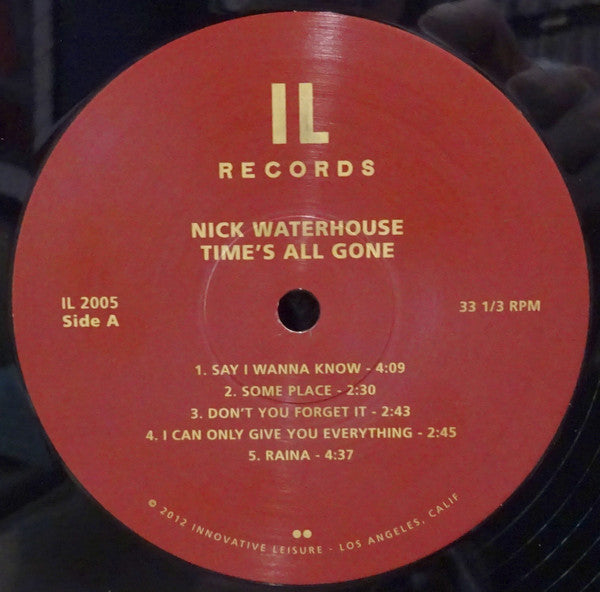 IL
RECORDS
NICK WATERHOUSE
TIME'S ALL GONE
IL 2005
Side A
33 1/3 RPM
1. SAY I WANNA KNOW - 4:09
2. SOME PLACE - 2:30
3. DON'T YOU FORGET IT - 2:43
4. I CAN ONLY GIVE YOU EVERYTHING - 2:45
5. RAINA - 4:37
© 2012 INNOVATIVE LEISURE - LOS ANGELES, CALIF